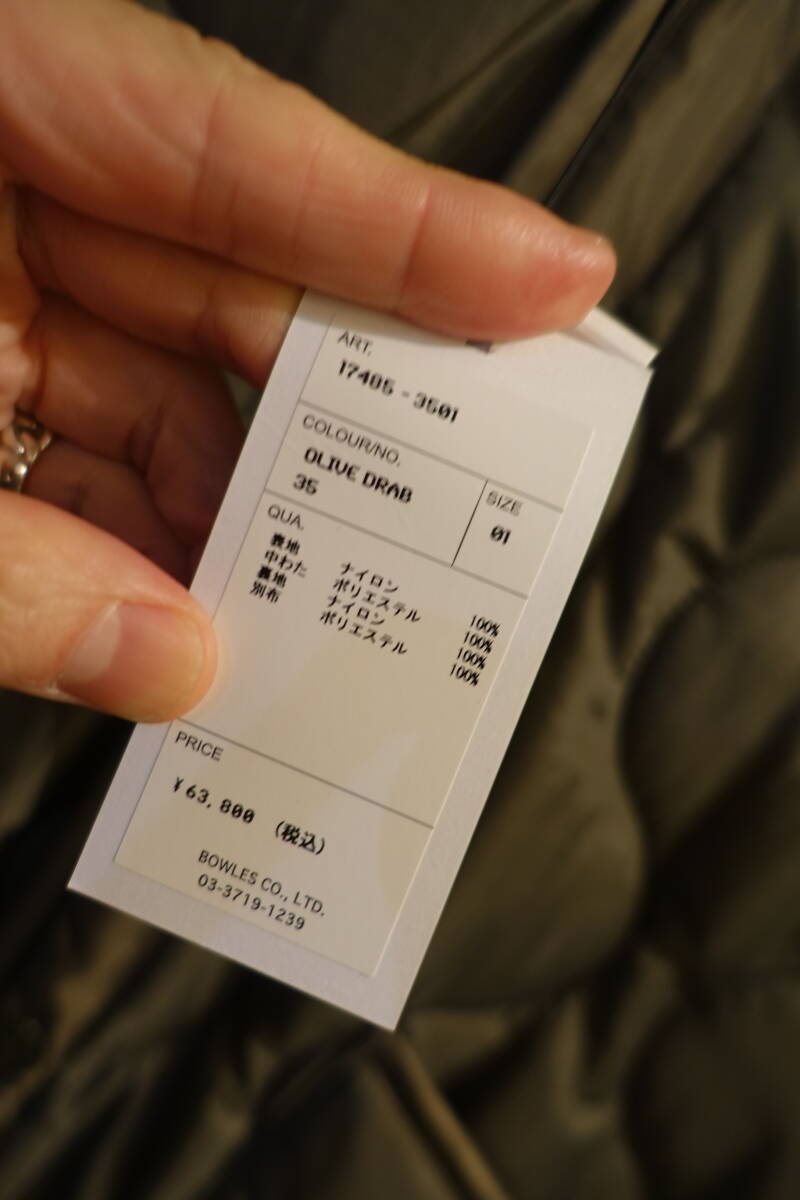 ART.
17405-3501
COLOUR/NO.
OLIVE DRAB
35
SIZE
01
QUA.
表地 ナイロン 100%
中わた ポリエステル 100%
裏地 ナイロン 100%
別布 ポリエステル 100%
PRICE
¥63,800 (税込)
BOWLES CO., LTD.
03-3719-1239